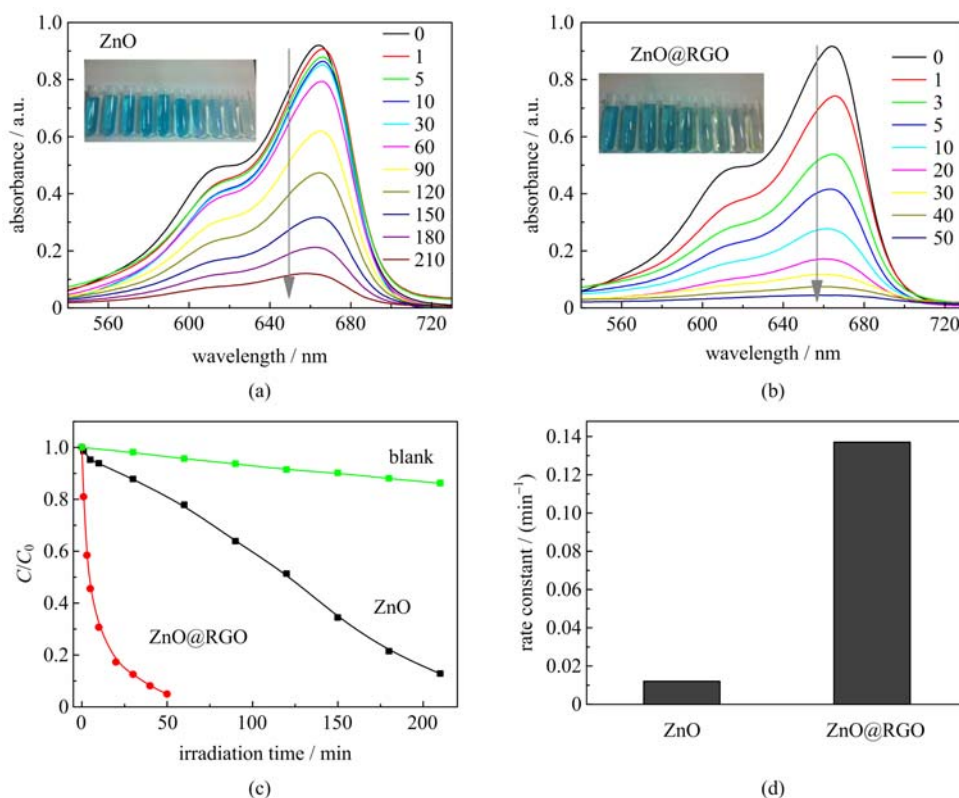 ZnO
0
1
5
10
30
60
90
120
150
180
210
1.0
0.8
0.6
0.4
0.2
0
absorbance / a.u.
560 600 640 680 720
wavelength / nm
(a)
ZnO@RGO
0
1
3
5
10
20
30
40
50
1.0
0.8
0.6
0.4
0.2
0
absorbance / a.u.
560 600 640 680 720
wavelength / nm
(b)
blank
ZnO
ZnO@RGO
1.0
0.8
0.6
0.4
0.2
0
C/C₀
0 50 100 150 200
irradiation time / min
(c)
0.14
0.12
0.10
0.08
0.06
0.04
0.02
0
rate constant / (min⁻¹)
ZnO ZnO@RGO
(d)